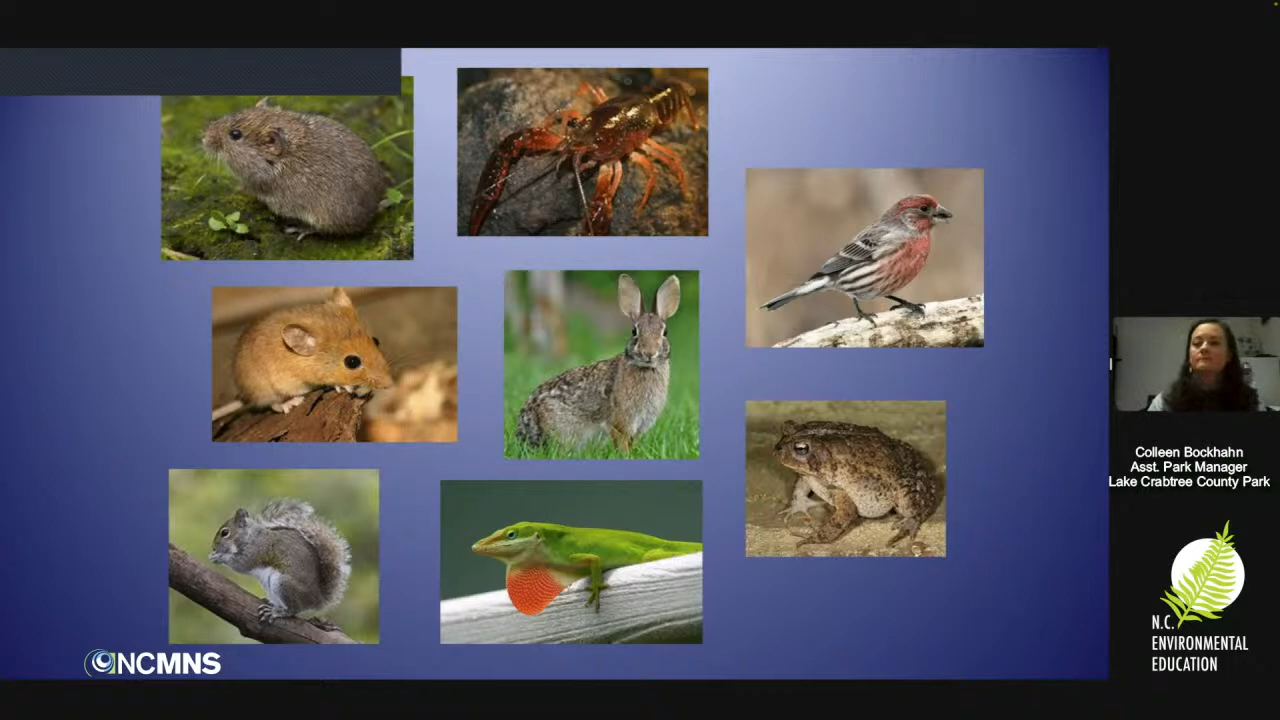 NCMNS
Colleen Bockhahn
Asst. Park Manager
Lake Crabtree County Park
N.C.
ENVIRONMENTAL
EDUCATION